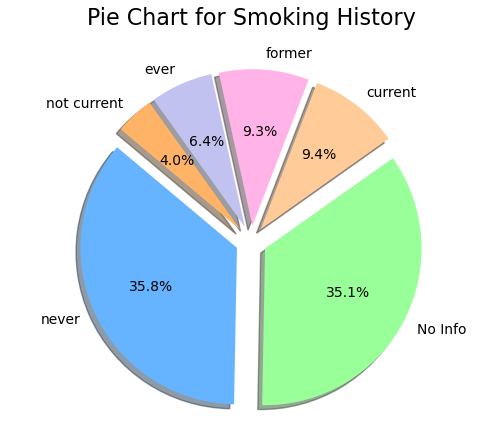 Pie Chart for Smoking History
former
ever
current
not current
9.3%
6.4%
9.4%
4.0%
35.8%
35.1%
never
No Info